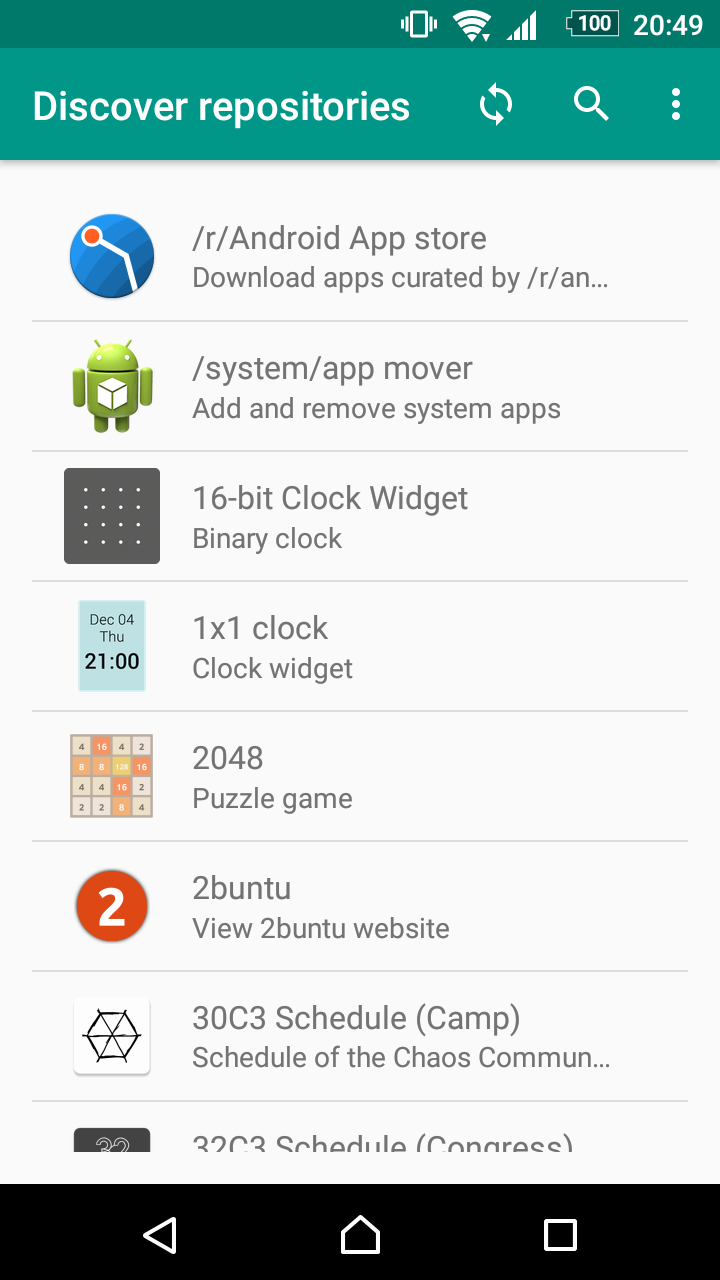 100 20:49
Discover repositories
/r/Android App store
Download apps curated by /r/an...
/system/app mover
Add and remove system apps
16-bit Clock Widget
Binary clock
Dec 04
Thu
21:00
1x1 clock
Clock widget
4 16 4 2
8 8 128 16
4 4 16 2
2 2 8 4
2048
Puzzle game
2
2buntu
View 2buntu website
30C3 Schedule (Camp)
Schedule of the Chaos Commun...
32
32C3 Schedule (Congress)